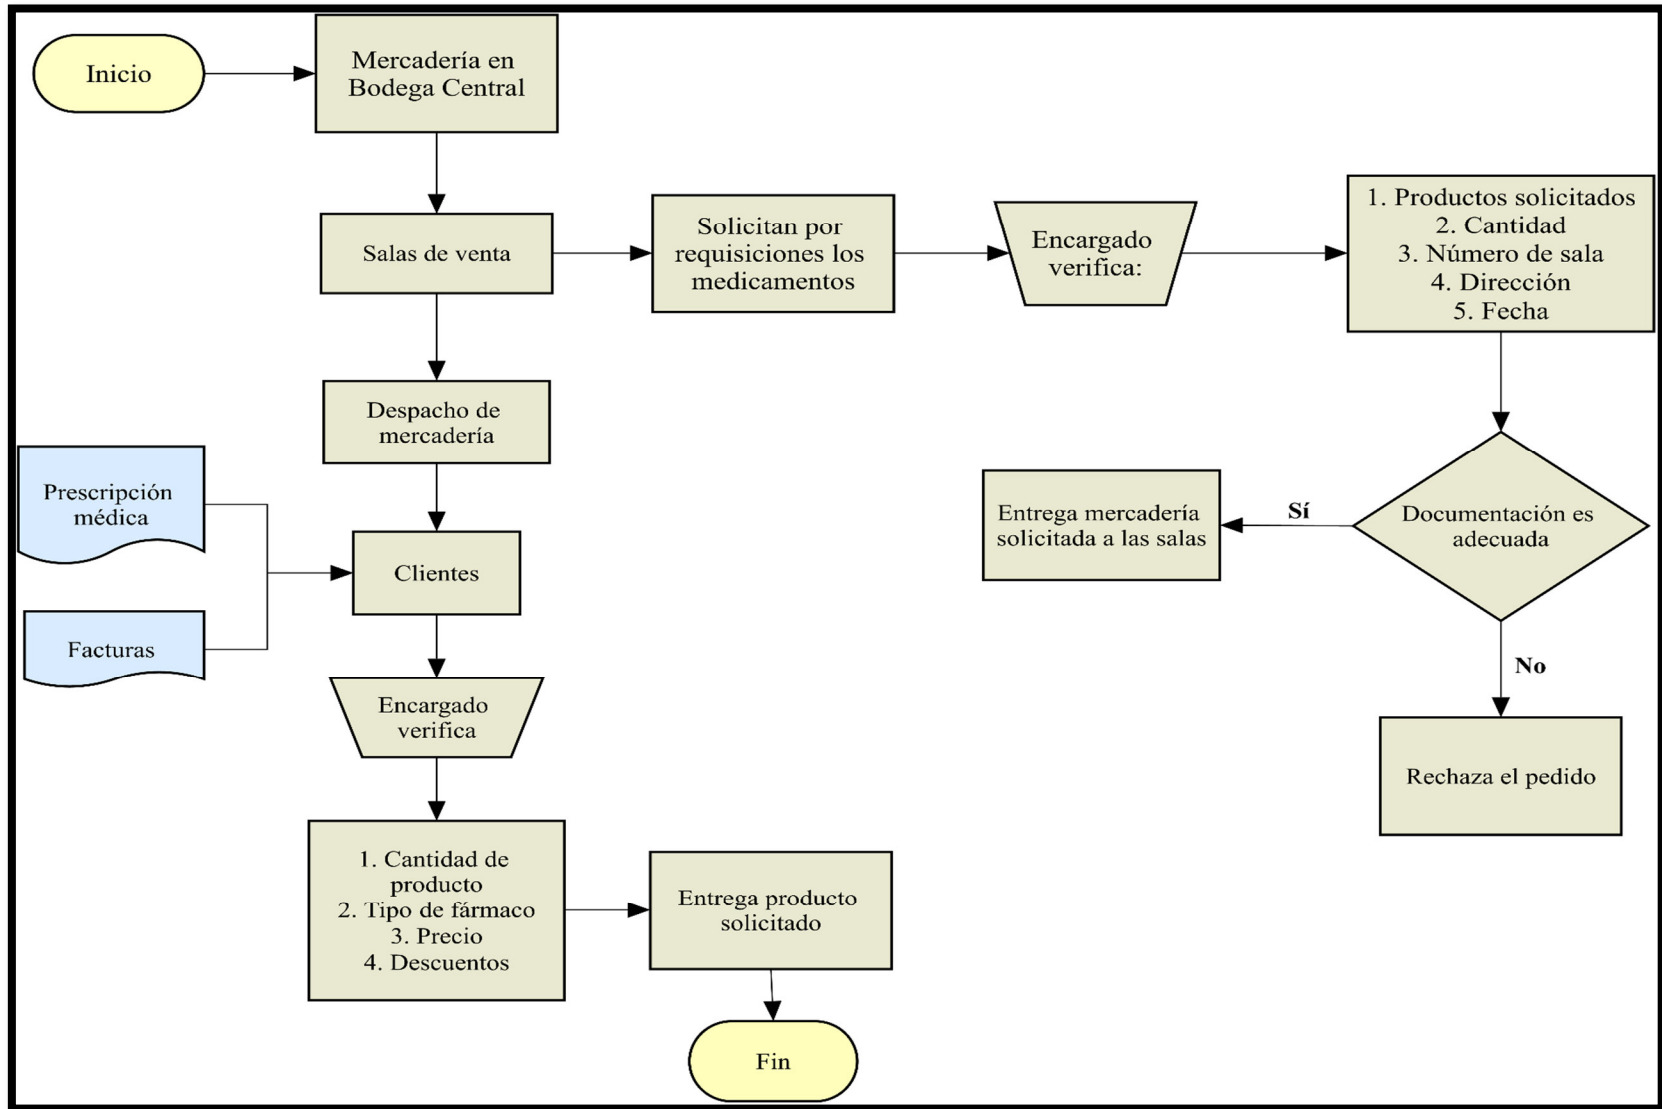 Inicio
Mercadería en
Bodega Central
Salas de venta
Solicitan por
requisiciones los
medicamentos
Encargado
verifica:
1. Productos solicitados
2. Cantidad
3. Número de sala
4. Dirección
5. Fecha
Despacho de
mercadería
Prescripción
médica
Entrega mercadería
solicitada a las salas
Sí
Documentación es
adecuada
Clientes
Facturas
No
Encargado
verifica
Rechaza el pedido
1. Cantidad de
producto
2. Tipo de fármaco
3. Precio
4. Descuentos
Entrega producto
solicitado
Fin